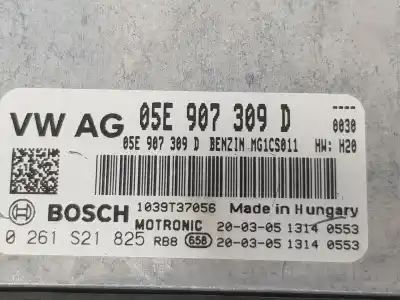 VW AG 05E 907 309 D ----
0030
05E 907 309 D BENZIN MG1CS011 HW: H20
BOSCH 1039T37056 Made in Hungary
MOTRONIC 20-03-05 1314 0553
0 261 S21 825 RB8 658 20-03-05 1314 0553